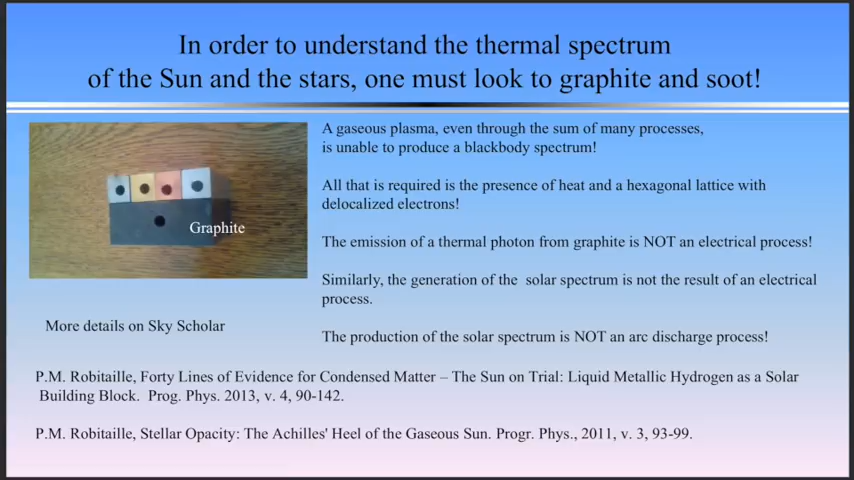 In order to understand the thermal spectrum
of the Sun and the stars, one must look to graphite and soot!
A gaseous plasma, even through the sum of many processes,
is unable to produce a blackbody spectrum!
All that is required is the presence of heat and a hexagonal lattice with
delocalized electrons!
Graphite
The emission of a thermal photon from graphite is NOT an electrical process!
Similarly, the generation of the solar spectrum is not the result of an electrical
process.
More details on Sky Scholar
The production of the solar spectrum is NOT an arc discharge process!
P.M. Robitaille, Forty Lines of Evidence for Condensed Matter – The Sun on Trial: Liquid Metallic Hydrogen as a Solar
Building Block. Prog. Phys. 2013, v. 4, 90-142.
P.M. Robitaille, Stellar Opacity: The Achilles' Heel of the Gaseous Sun. Progr. Phys., 2011, v. 3, 93-99.